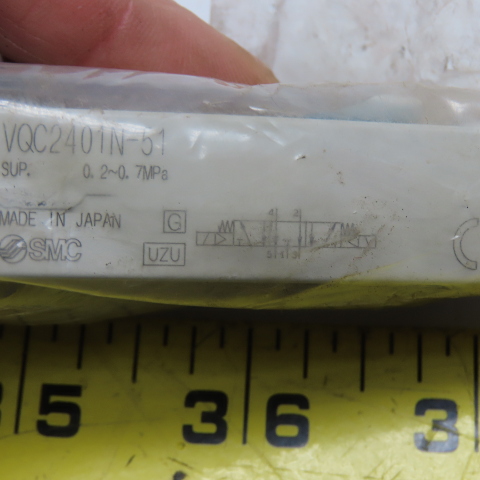 VQC2401N-51
SUP. 0.2~0.7MPa
MADE IN JAPAN G
SMC UZU
5 36 3